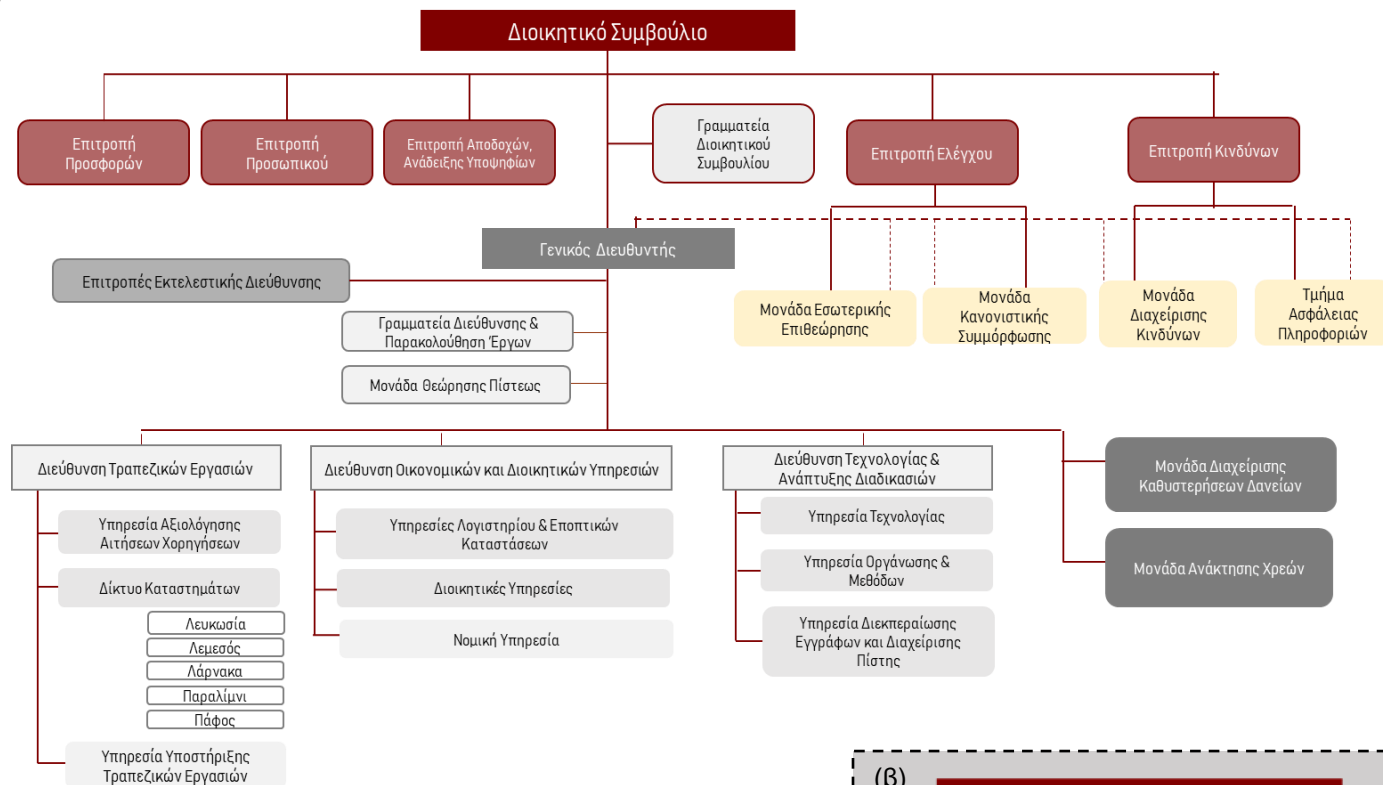 Διοικητικό Συμβούλιο
Επιτροπή
Προσφορών
Επιτροπή
Προσωπικού
Επιτροπή Αποδοχών,
Ανάδειξης Υποψηφίων
Γραμματεία
Διοικητικού
Συμβουλίου
Επιτροπή Ελέγχου
Επιτροπή Κινδύνων
Γενικός Διευθυντής
Επιτροπές Εκτελεστικής Διεύθυνσης
Γραμματεία Διεύθυνσης &
Παρακολούθηση Έργων
Μονάδα Θεώρησης Πίστεως
Μονάδα Εσωτερικής
Επιθεώρησης
Μονάδα
Κανονιστικής
Συμμόρφωσης
Μονάδα
Διαχείρισης
Κινδύνων
Τμήμα
Ασφάλειας
Πληροφοριών
Διεύθυνση Τραπεζικών Εργασιών
Υπηρεσία Αξιολόγησης
Αιτήσεων Χορηγήσεων
Δίκτυο Καταστημάτων
Λευκωσία
Λεμεσός
Λάρνακα
Παραλίμνι
Πάφος
Υπηρεσία Υποστήριξης
Τραπεζικών Εργασιών
Διεύθυνση Οικονομικών και Διοικητικών Υπηρεσιών
Υπηρεσίες Λογιστηρίου & Εποπτικών
Καταστάσεων
Διοικητικές Υπηρεσίες
Νομική Υπηρεσία
Διεύθυνση Τεχνολογίας &
Ανάπτυξης Διαδικασιών
Υπηρεσία Τεχνολογίας
Υπηρεσία Οργάνωσης &
Μεθόδων
Υπηρεσία Διεκπεραίωσης
Εγγράφων και Διαχείρισης
Πίστης
Μονάδα Διαχείρισης
Καθυστερήσεων Δανείων
Μονάδα Ανάκτησης Χρεών
(β)